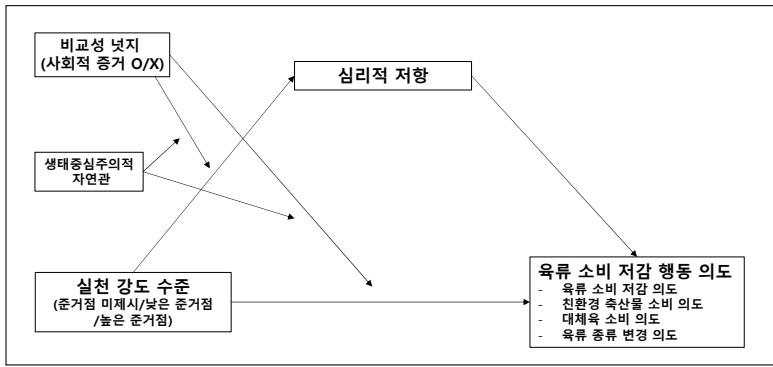 비교성 넛지
(사회적 증거 O/X)
심리적 저항
생태중심주의적
자연관
실천 강도 수준
(준거점 미제시/낮은 준거점
/높은 준거점)
육류 소비 저감 행동 의도
- 육류 소비 저감 의도
- 친환경 축산물 소비 의도
- 대체육 소비 의도
- 육류 종류 변경 의도